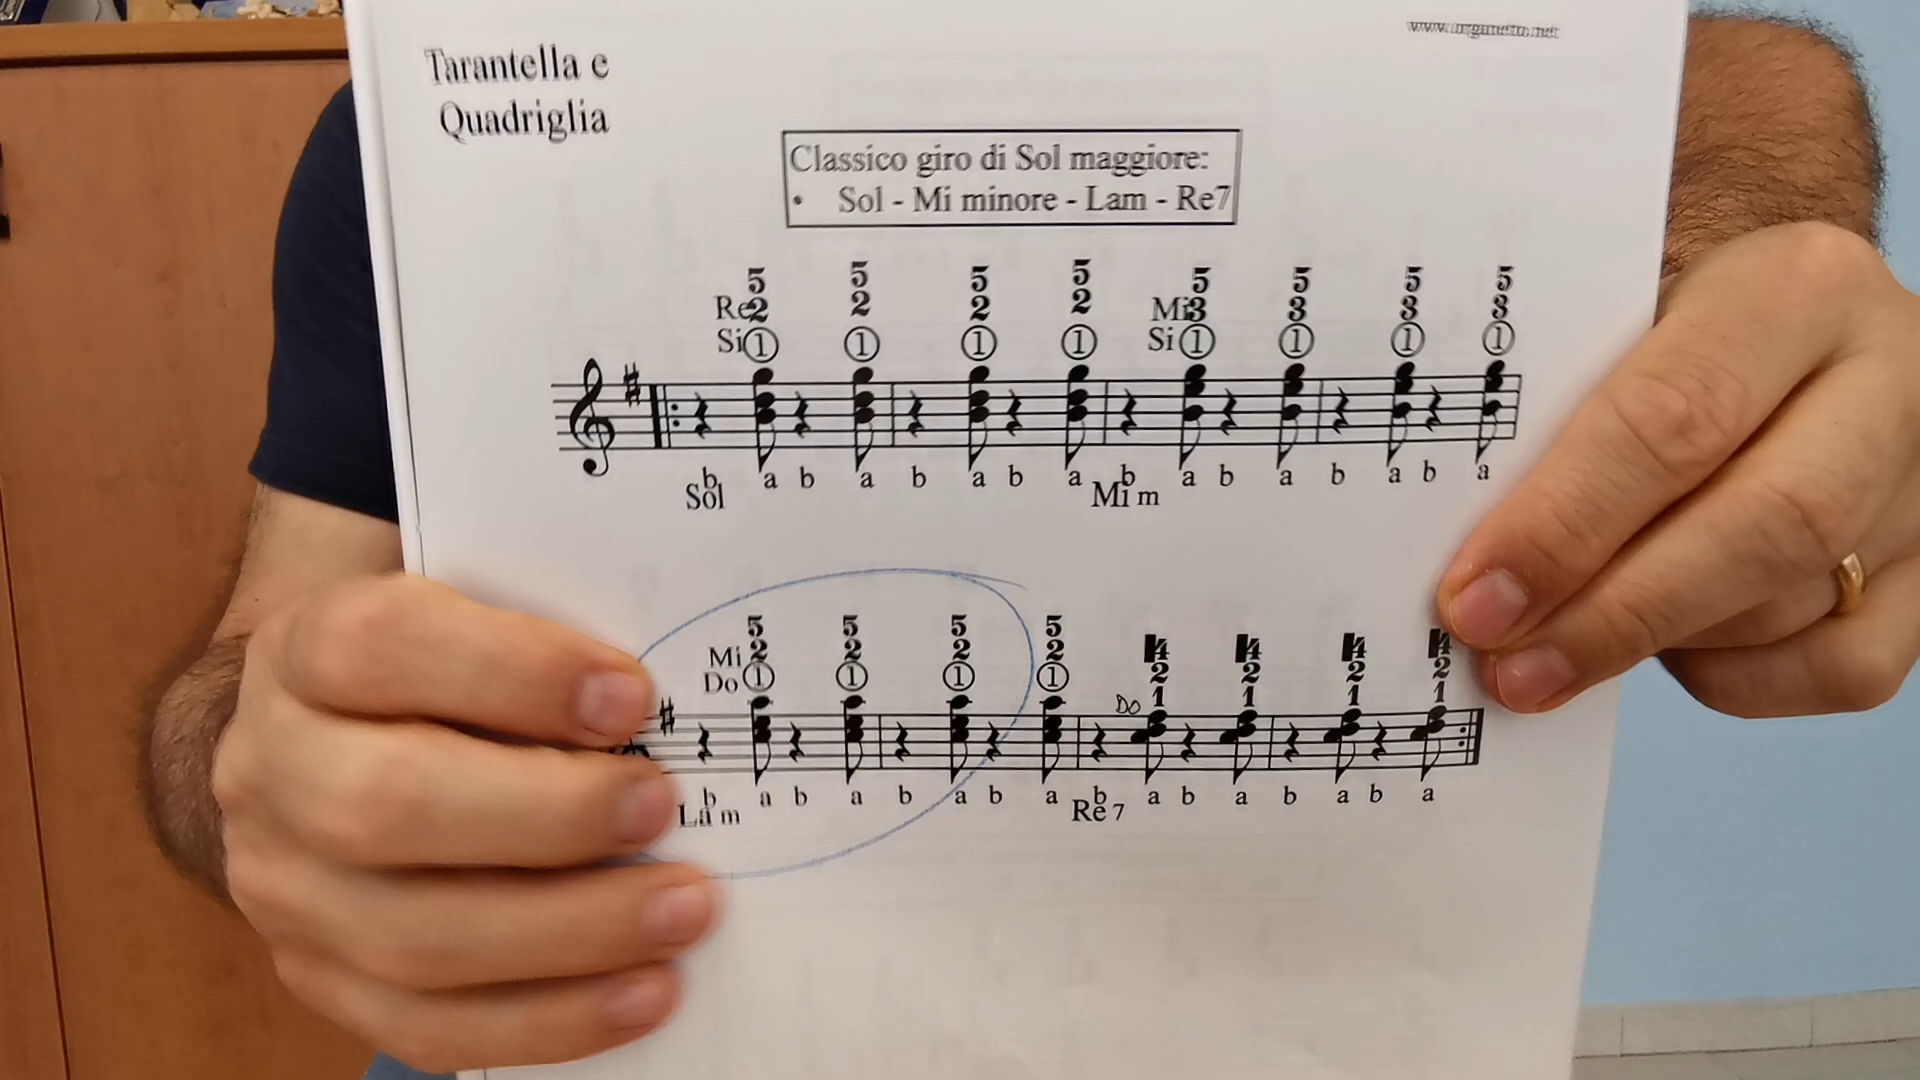 www.organetto.net
Tarantella e
Quadriglia
Classico giro di Sol maggiore:
• Sol - Mi minore - Lam - Re7
5 5 5 5 5 5 5 5
Re 2 2 2 2 Mi 3 3 3 3
Si 1 1 1 1 Si 1 1 1 1
b a b a b a b a b a b a b a b a
Sol Mi m
5 5 5 5 4 4 4 4
Mi 2 2 2 2 2 2 2 2
Do 1 1 1 1 1 1 1 1
Do
b a b a b a b a b a b a b a b a
La m Re 7